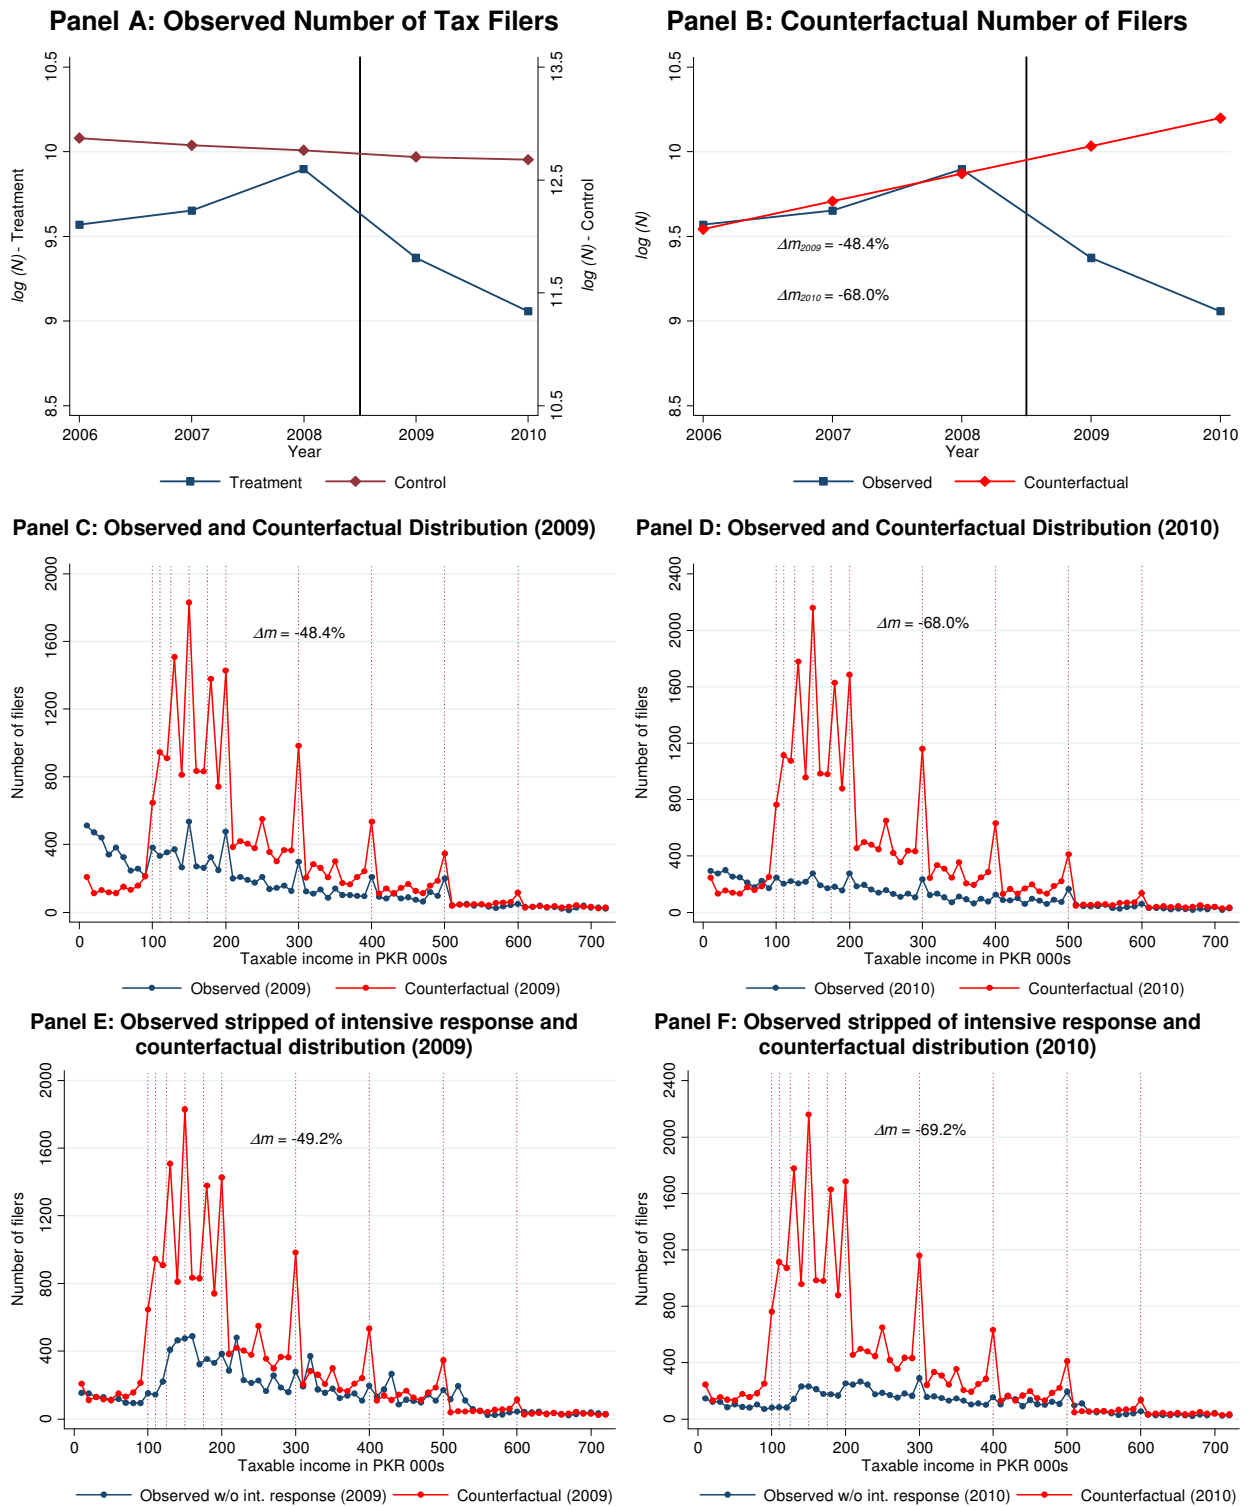 Panel A: Observed Number of Tax Filers
10.5
10
9.5
9
8.5
log (N) - Treatment
13.5
12.5
11.5
10.5
log (N) - Control
2006 2007 2008 2009 2010
Year
Treatment Control
Panel B: Counterfactual Number of Filers
10.5
10
9.5
9
8.5
log (N)
Δm2009 = -48.4%
Δm2010 = -68.0%
2006 2007 2008 2009 2010
Year
Observed Counterfactual
Panel C: Observed and Counterfactual Distribution (2009)
2000
1600
1200
800
400
0
Number of filers
Δm = -48.4%
0 100 200 300 400 500 600 700
Taxable income in PKR 000s
Observed (2009) Counterfactual (2009)
Panel D: Observed and Counterfactual Distribution (2010)
2400
2000
1600
1200
800
400
0
Number of filers
Δm = -68.0%
0 100 200 300 400 500 600 700
Taxable income in PKR 000s
Observed (2010) Counterfactual (2010)
Panel E: Observed stripped of intensive response and
counterfactual distribution (2009)
2000
1600
1200
800
400
0
Number of filers
Δm = -49.2%
0 100 200 300 400 500 600 700
Taxable income in PKR 000s
Observed w/o int. response (2009) Counterfactual (2009)
Panel F: Observed stripped of intensive response and
counterfactual distribution (2010)
2400
2000
1600
1200
800
400
0
Number of filers
Δm = -69.2%
0 100 200 300 400 500 600 700
Taxable income in PKR 000s
Observed w/o int. response (2010) Counterfactual (2010)